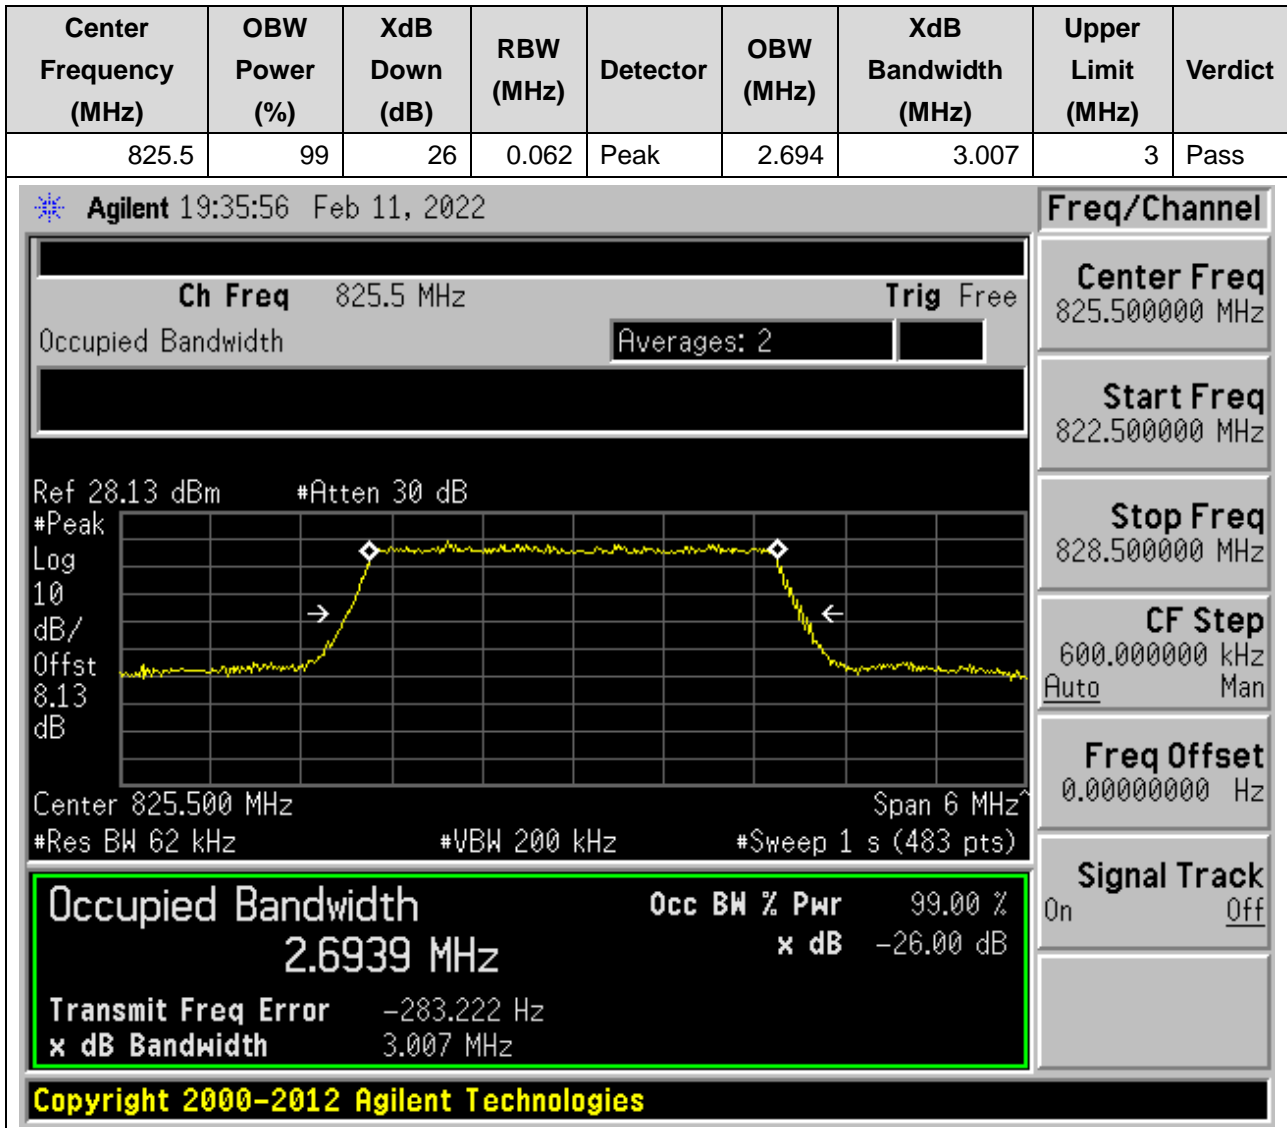 Center Frequency (MHz) OBW Power (%) XdB Down (dB) RBW (MHz) Detector OBW (MHz) XdB Bandwidth (MHz) Upper Limit (MHz) Verdict
825.5 99 26 0.062 Peak 2.694 3.007 3 Pass
Agilent 19:35:56 Feb 11, 2022
Ch Freq 825.5 MHz Trig Free
Occupied Bandwidth Averages: 2
Ref 28.13 dBm #Atten 30 dB
#Peak
Log
10
dB/
Offst
8.13
dB
Center 825.500 MHz Span 6 MHz^
#Res BW 62 kHz #VBW 200 kHz #Sweep 1 s (483 pts)
Occupied Bandwidth Occ BW % Pwr 99.00 %
2.6939 MHz x dB -26.00 dB
Transmit Freq Error -283.222 Hz
x dB Bandwidth 3.007 MHz
Copyright 2000-2012 Agilent Technologies
Freq/Channel
Center Freq
825.500000 MHz
Start Freq
822.500000 MHz
Stop Freq
828.500000 MHz
CF Step
600.000000 kHz
Auto Man
Freq Offset
0.00000000 Hz
Signal Track
On Off